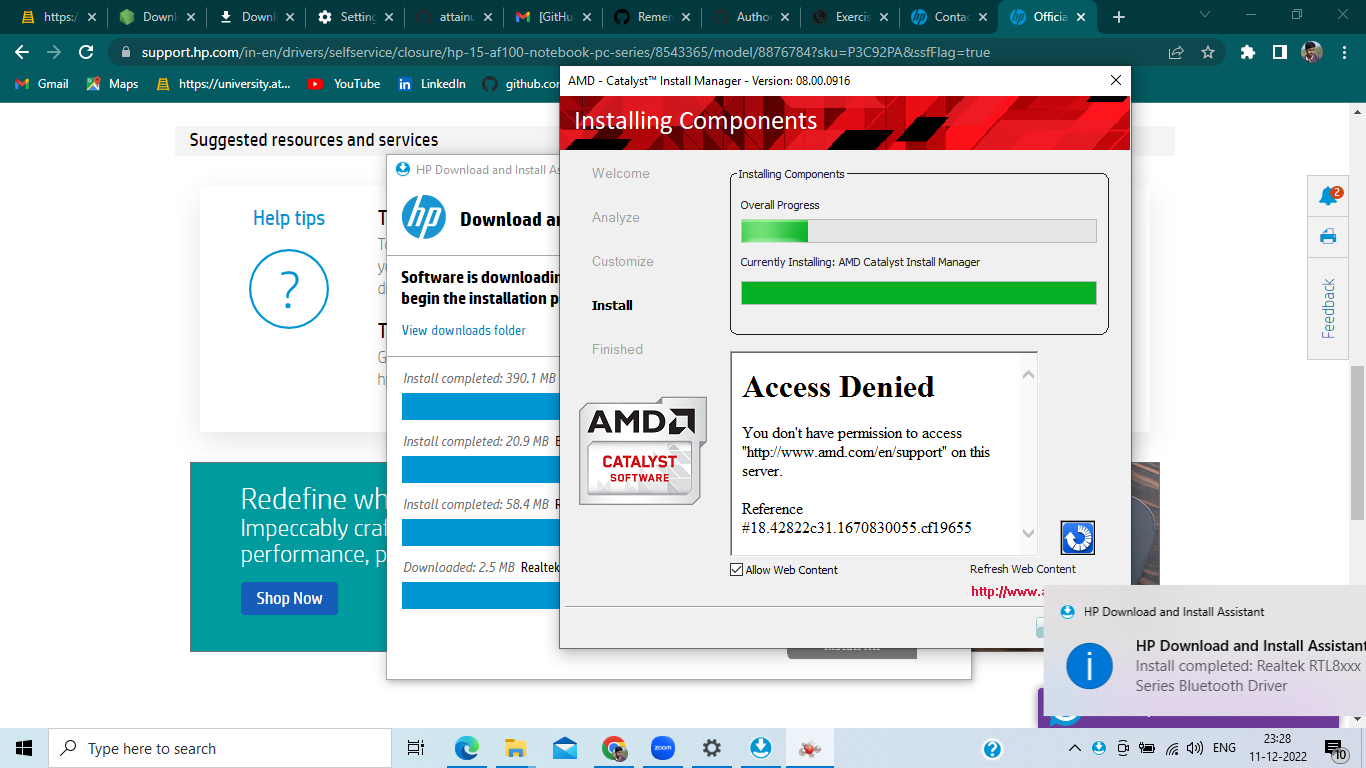 https:/
Downl
Downl
Setting
attainu
[GitHu
Remer
Author
Exercis
Contac
Officia
support.hp.com/in-en/drivers/selfservice/closure/hp-15-af100-notebook-pc-series/8543365/model/8876784?sku=P3C92PA&ssfFlag=true
Gmail
Maps
https://university.at...
YouTube
LinkedIn
github.co
Suggested resources and services
Help tips
?
HP Download and Install As
hp
Download an
Software is downloadin
begin the installation p
View downloads folder
Install completed: 390.1 MB
Install completed: 20.9 MB
Install completed: 58.4 MB
Downloaded: 2.5 MB Realtek
AMD - Catalyst™ Install Manager - Version: 08.00.0916
Installing Components
Welcome
Analyze
Customize
Install
Finished
AMD
CATALYST
SOFTWARE
Installing Components
Overall Progress
Currently Installing: AMD Catalyst Install Manager
Access Denied
You don't have permission to access
"http://www.amd.com/en/support" on this
server.
Reference
#18.42822c31.1670830055.cf19655
Allow Web Content
Refresh Web Content
http://www.a
2
Feedback
Redefine wh
Impeccably craf
performance, p
Shop Now
HP Download and Install Assistant
HP Download and Install Assistant
Install completed: Realtek RTL8xxx
Series Bluetooth Driver
Type here to search
zoom
ENG
23:28
11-12-2022
10